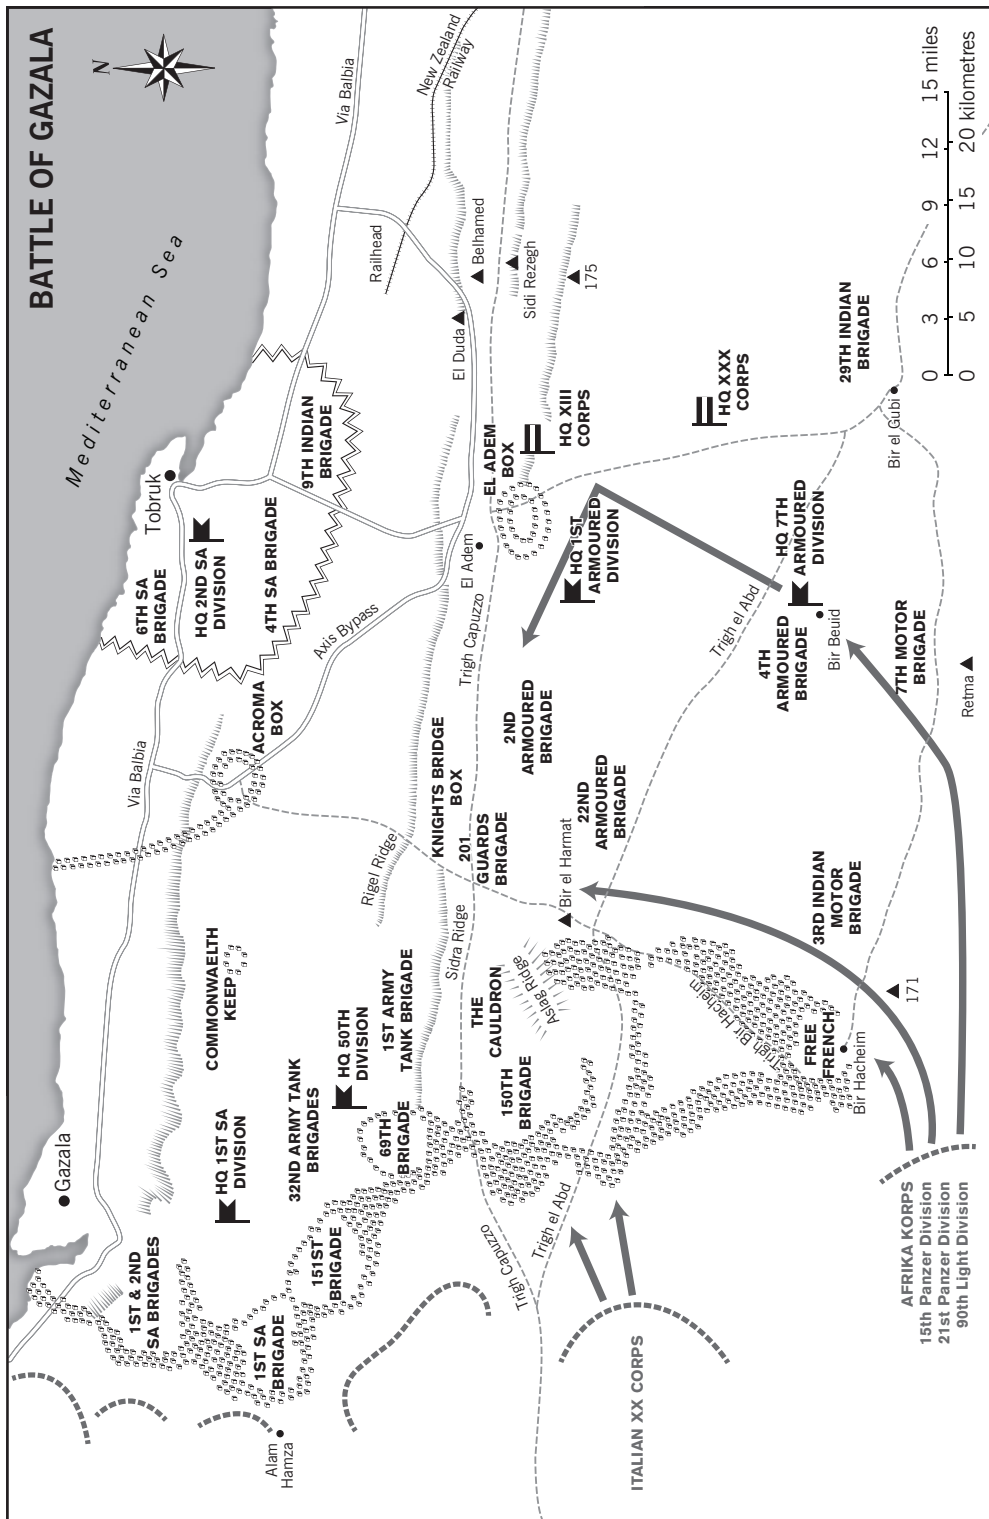 BATTLE OF GAZALA
N
Mediterranean Sea
Via Balbia
New Zealand
Railway
Railhead
Belhamed
Sidi Rezegh
175
El Duda
Tobruk
6TH SA
BRIGADE
HQ 2ND SA
DIVISION
4TH SA BRIGADE
9TH INDIAN
BRIGADE
EL ADEM
BOX
HQ XIII
CORPS
HQ XXX
CORPS
29TH INDIAN
BRIGADE
Bir el Gubi
0 3 6 9 12 15 miles
0 5 10 15 20 kilometres
Via Balbia
ACROMA
BOX
Axis Bypass
El Adem
Trigh Capuzzo
HQ 1ST
ARMOURED
DIVISION
HQ 7TH
ARMOURED
DIVISION
Trigh el Abd
4TH
ARMOURED
BRIGADE
Bir Beuid
7TH MOTOR
BRIGADE
Retma
KNIGHTS BRIDGE
BOX
2ND
ARMOURED
BRIGADE
201
GUARDS
BRIGADE
22ND
ARMOURED
BRIGADE
Rigel Ridge
Bir el Harmat
Sidra Ridge
3RD INDIAN
MOTOR
BRIGADE
171
Gazala
COMMONWAELTH
KEEP
HQ 1ST SA
DIVISION
32ND ARMY TANK
BRIGADES
HQ 50TH
DIVISION
1ST ARMY
TANK BRIGADE
69TH
BRIGADE
THE
CAULDRON
Aslag Ridge
150TH
BRIGADE
Trigh Bir Hacheim
FREE
FRENCH
Bir Hacheim
1ST & 2ND
SA BRIGADES
1ST SA
BRIGADE
151ST
BRIGADE
Alam
Hamza
Trigh Capuzzo
Trigh el Abd
ITALIAN XX CORPS
AFRIKA KORPS
15th Panzer Division
21st Panzer Division
90th Light Division